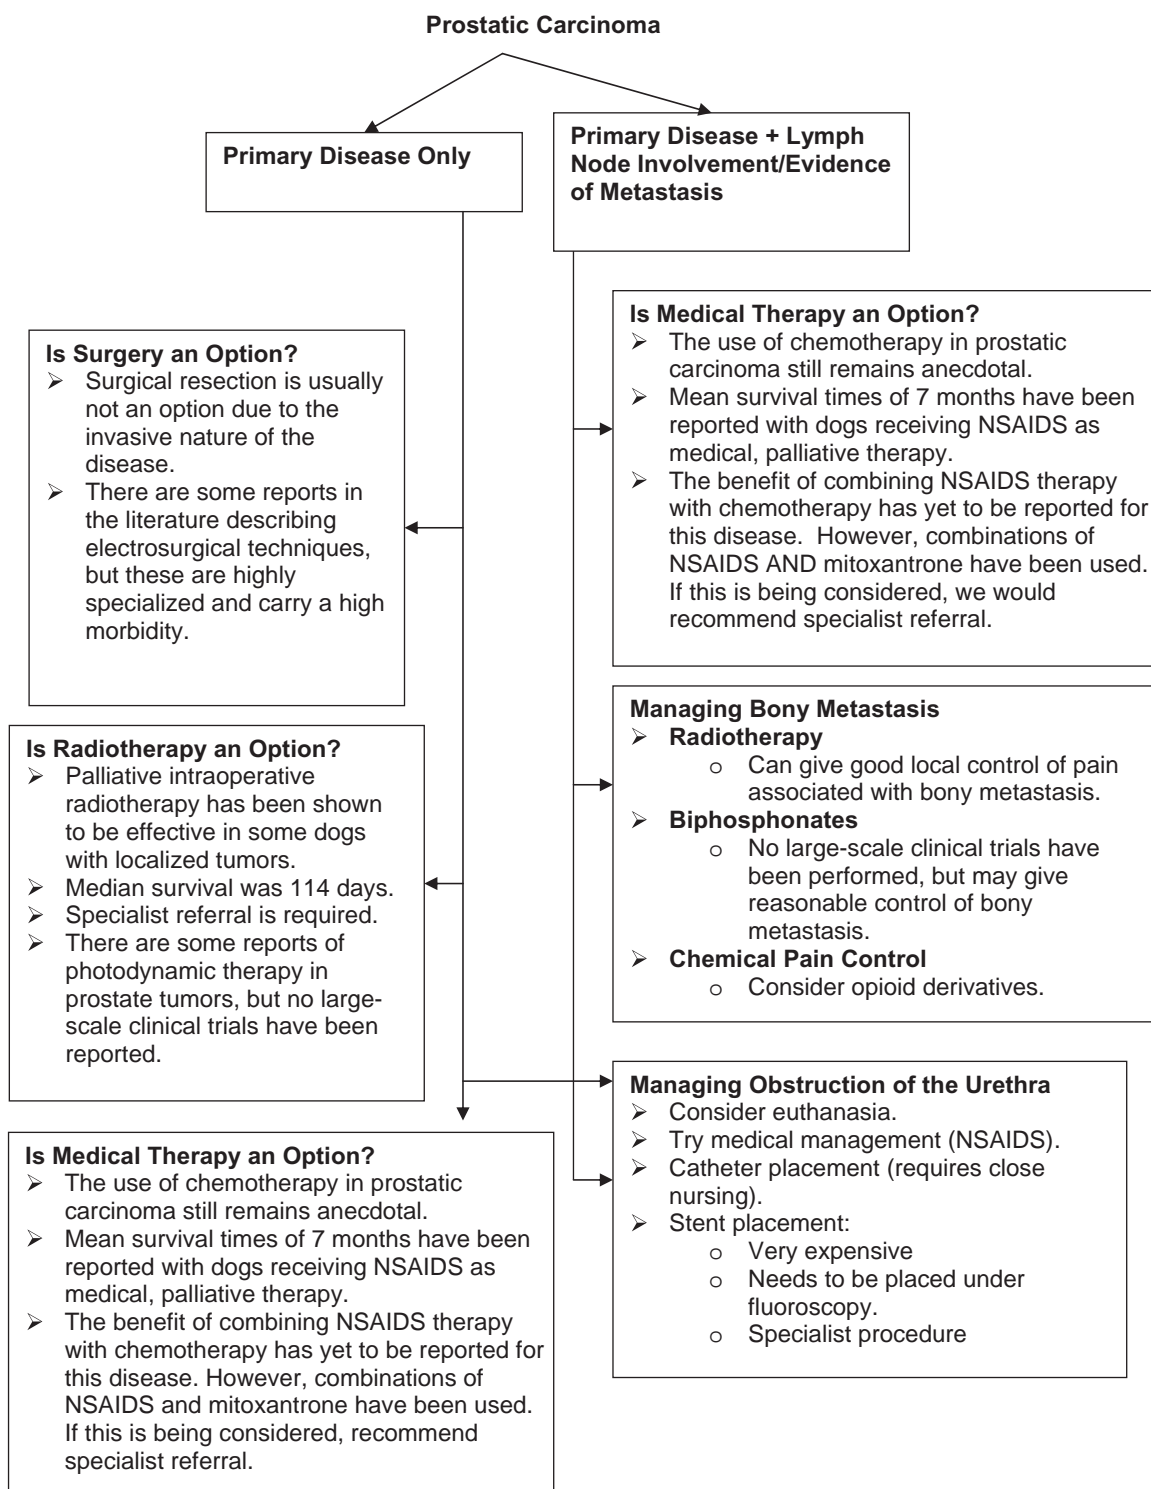 Prostatic Carcinoma
Primary Disease Only
Primary Disease + Lymph
Node Involvement/Evidence
of Metastasis
Is Surgery an Option?
➢ Surgical resection is usually
not an option due to the
invasive nature of the
disease.
➢ There are some reports in
the literature describing
electrosurgical techniques,
but these are highly
specialized and carry a high
morbidity.
Is Radiotherapy an Option?
➢ Palliative intraoperative
radiotherapy has been shown
to be effective in some dogs
with localized tumors.
➢ Median survival was 114 days.
➢ Specialist referral is required.
➢ There are some reports of
photodynamic therapy in
prostate tumors, but no large-
scale clinical trials have been
reported.
Is Medical Therapy an Option?
➢ The use of chemotherapy in prostatic
carcinoma still remains anecdotal.
➢ Mean survival times of 7 months have been
reported with dogs receiving NSAIDS as
medical, palliative therapy.
➢ The benefit of combining NSAIDS therapy
with chemotherapy has yet to be reported for
this disease. However, combinations of
NSAIDS and mitoxantrone have been used.
If this is being considered, recommend
specialist referral.
Is Medical Therapy an Option?
➢ The use of chemotherapy in prostatic
carcinoma still remains anecdotal.
➢ Mean survival times of 7 months have been
reported with dogs receiving NSAIDS as
medical, palliative therapy.
➢ The benefit of combining NSAIDS therapy
with chemotherapy has yet to be reported for
this disease. However, combinations of
NSAIDS AND mitoxantrone have been used.
If this is being considered, we would
recommend specialist referral.
Managing Bony Metastasis
➢ Radiotherapy
o Can give good local control of pain
associated with bony metastasis.
➢ Biphosphonates
o No large-scale clinical trials have
been performed, but may give
reasonable control of bony
metastasis.
➢ Chemical Pain Control
o Consider opioid derivatives.
Managing Obstruction of the Urethra
➢ Consider euthanasia.
➢ Try medical management (NSAIDS).
➢ Catheter placement (requires close
nursing).
➢ Stent placement:
o Very expensive
o Needs to be placed under
fluoroscopy.
o Specialist procedure